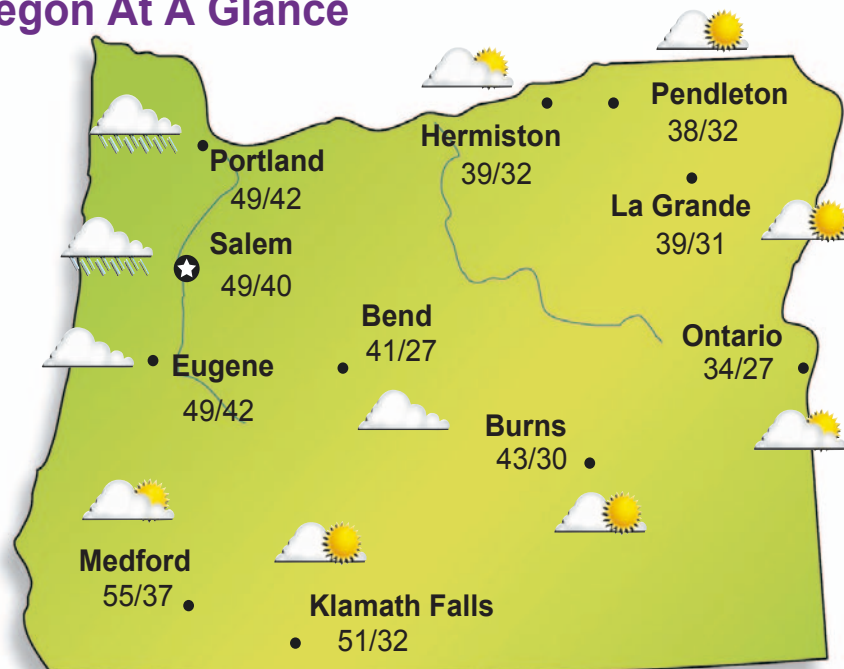 egon At A Glance
Pendleton
38/32
Hermiston
39/32
Portland
49/42
La Grande
39/31
Salem
49/40
Bend
41/27
Ontario
34/27
Eugene
49/42
Burns
43/30
Medford
55/37
Klamath Falls
51/32